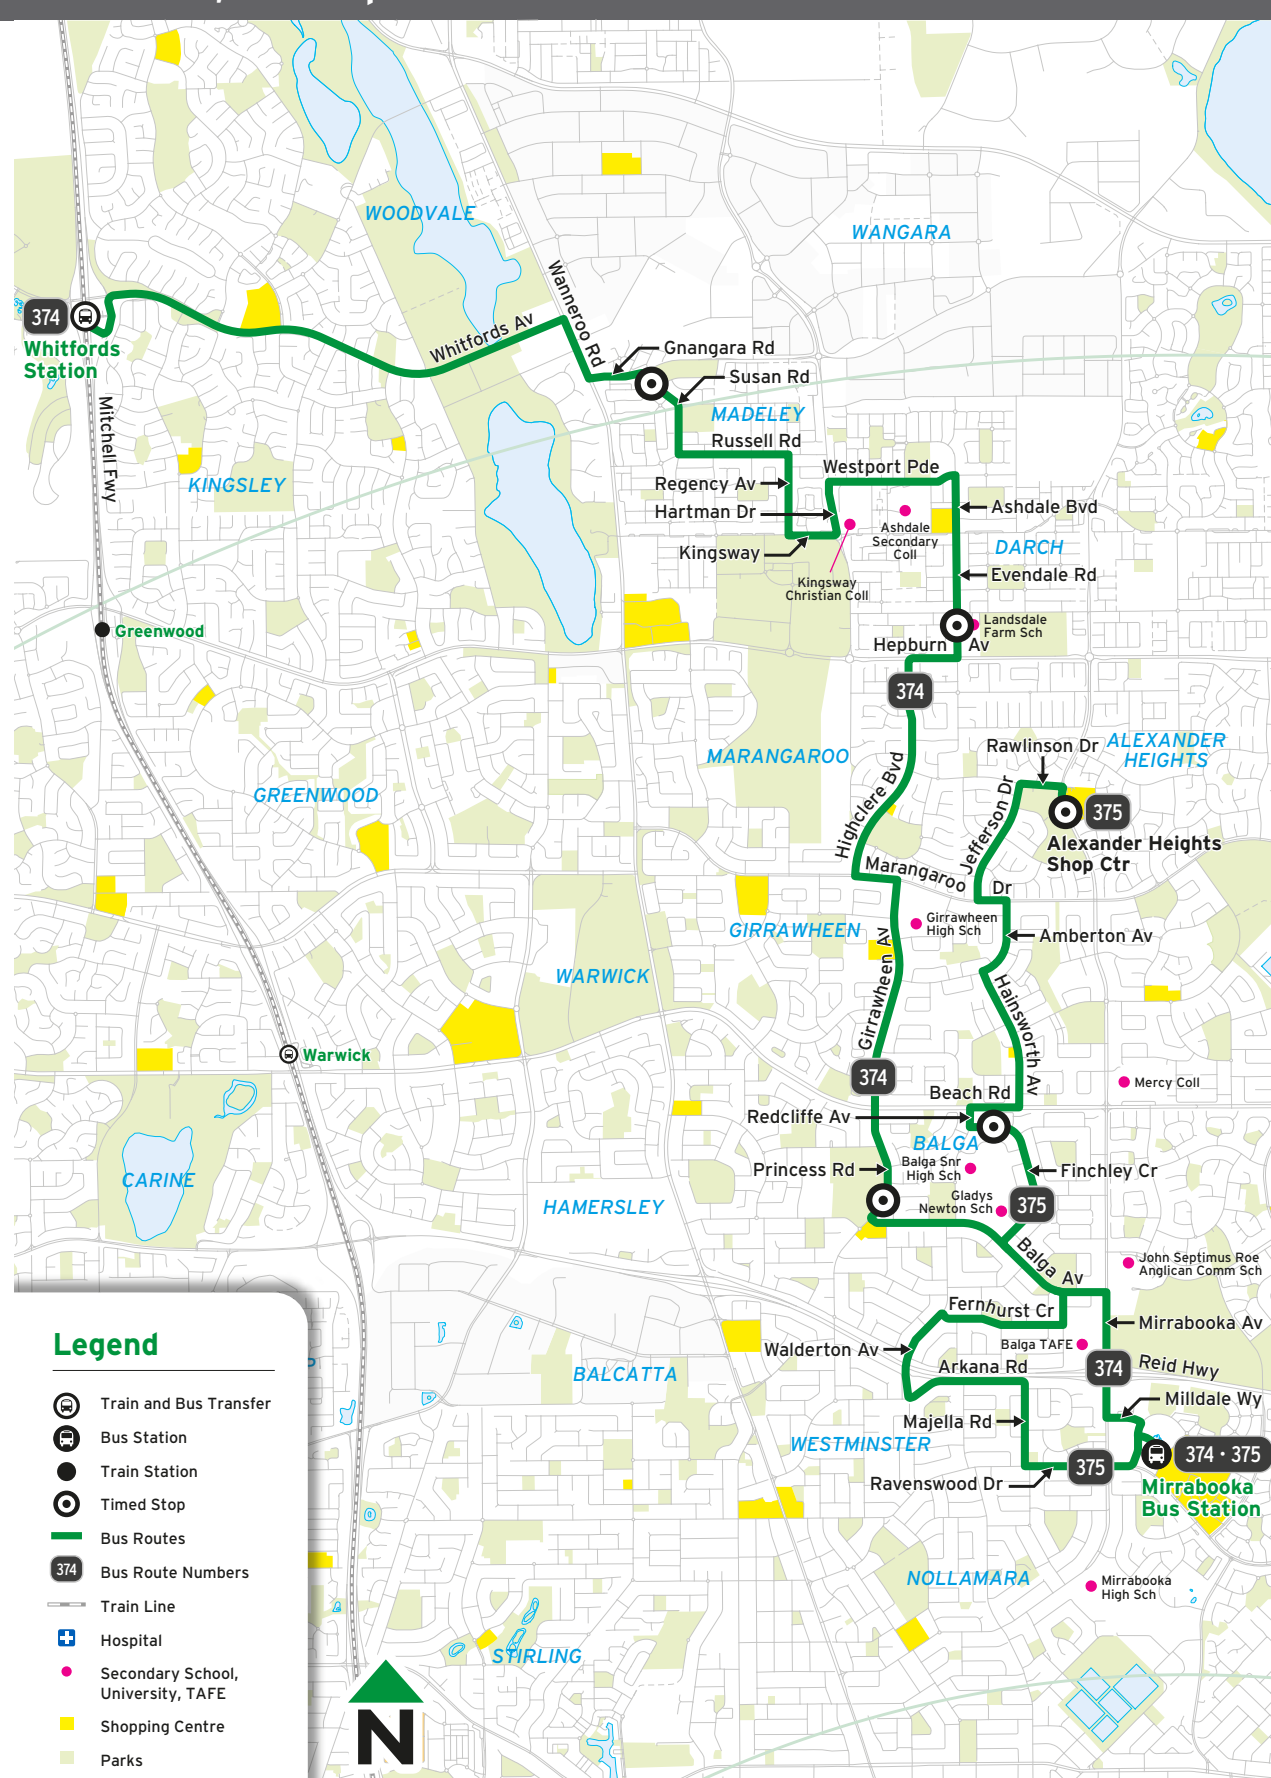 WOODVALE
WANGARA
Wanneroo Rd
374
Whitfords
Station
Whitfords Av
Gnangara Rd
Susan Rd
MADELEY
Mitchell Fwy
Russell Rd
Westport Pde
KINGSLEY
Regency Av
Hartman Dr
Ashdale Bvd
Ashdale
Secondary
Coll
Kingsway
DARCH
Evendale Rd
Kingsway
Christian Coll
Greenwood
Landsdale
Farm Sch
Hepburn Av
374
MARANGAROO
Rawlinson Dr
ALEXANDER
HEIGHTS
GREENWOOD
Highclere Bvd
Jefferson Dr
375
Alexander Heights
Shop Ctr
Marangaroo Dr
GIRRAWHEEN
Girrawheen
High Sch
Amberton Av
WARWICK
Girrawheen Av
Hainsworth Av
Warwick
374
Mercy Coll
Beach Rd
Redcliffe Av
BALGA
Balga Snr
High Sch
Princess Rd
Finchley Cr
CARINE
HAMERSLEY
Gladys
Newton Sch
375
Balga Av
John Septimus Roe
Anglican Comm Sch
Fernhurst Cr
Mirrabooka Av
Walderton Av
Balga TAFE
Arkana Rd
374
Reid Hwy
BALCATTA
Milldale Wy
Majella Rd
WESTMINSTER
374 · 375
375
Ravenswood Dr
Mirrabooka
Bus Station
NOLLAMARA
Mirrabooka
High Sch
STIRLING
P
Legend
Train and Bus Transfer
Bus Station
Train Station
Timed Stop
Bus Routes
374
Bus Route Numbers
Train Line
Hospital
Secondary School,
University, TAFE
Shopping Centre
Parks
N